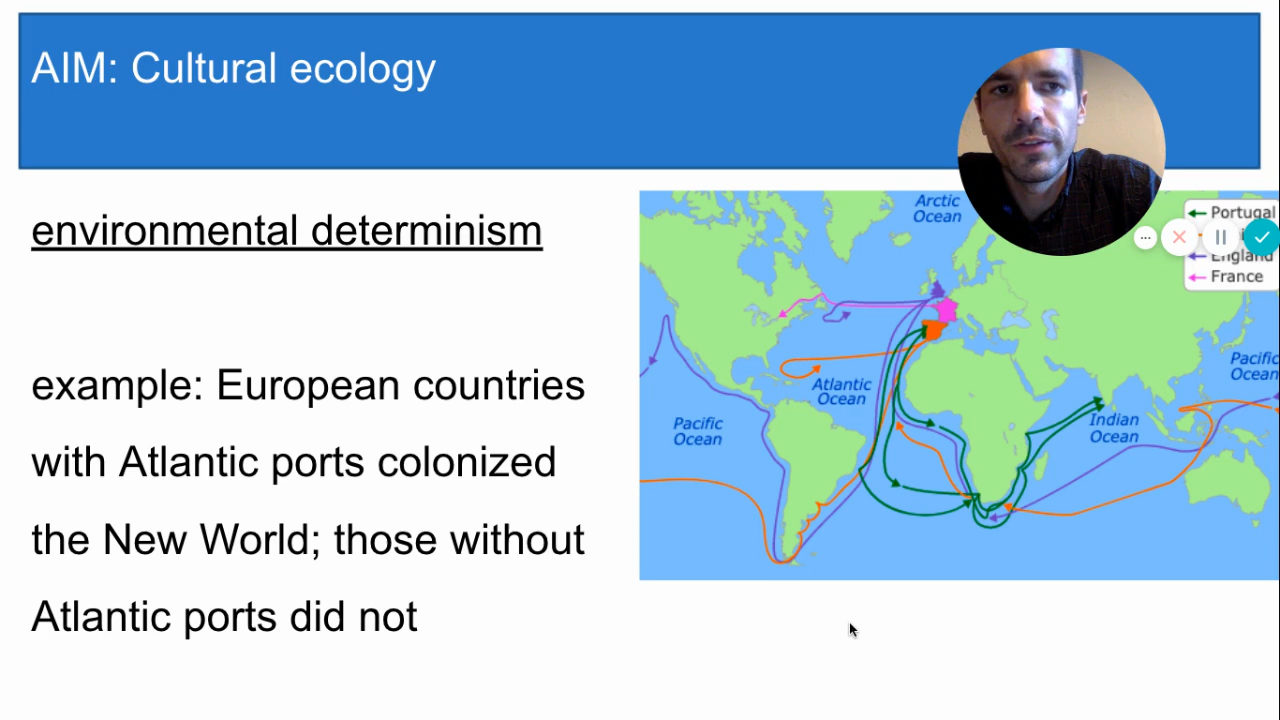 AIM: Cultural ecology
environmental determinism
example: European countries
with Atlantic ports colonized
the New World; those without
Atlantic ports did not
Arctic
Ocean
Portugal
England
France
Atlantic
Ocean
Pacific
Ocean
Indian
Ocean
Pacific
Ocean